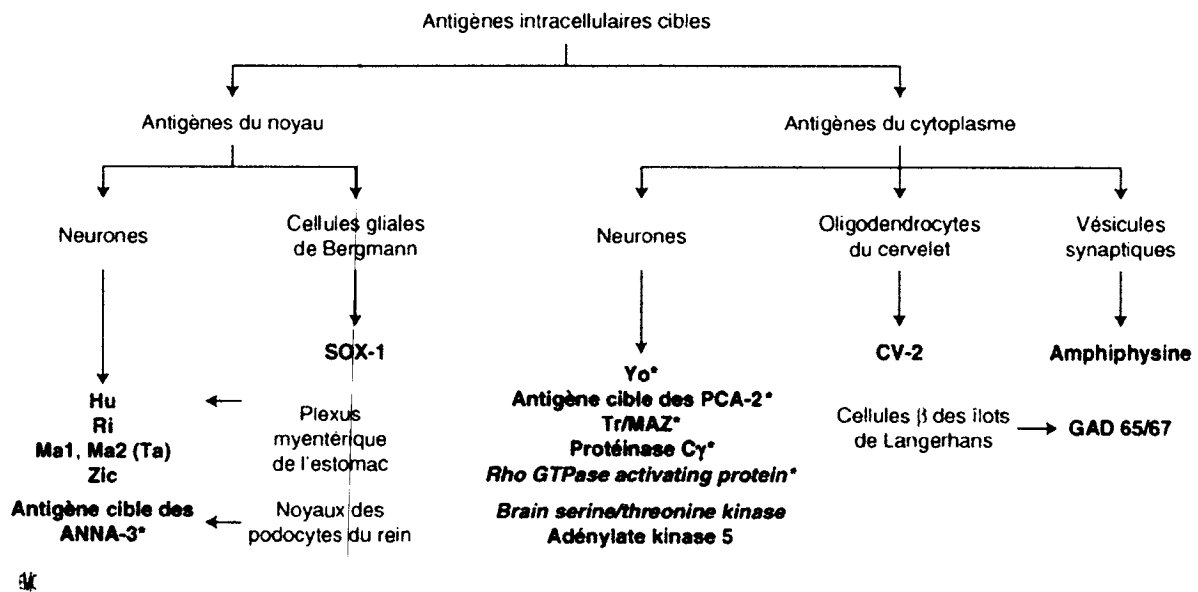 Antigènes intracellulaires cibles
Antigènes du noyau
Antigènes du cytoplasme
Neurones
Cellules gliales
de Bergmann
Neurones
Oligodendrocytes
du cervelet
Vésicules
synaptiques
SOX-1
CV-2
Amphiphysine
Hu
Ri
Ma1, Ma2 (Ta)
Zic
Plexus
myentérique
de l'estomac
Antigène cible des
ANNA-3*
Noyaux des
podocytes du rein
Yo*
Antigène cible des PCA-2*
Tr/MAZ*
Protéinase Cγ*
Rho GTPase activating protein*
Brain serine/threonine kinase
Adénylate kinase 5
Cellules β des îlots
de Langerhans
GAD 65/67